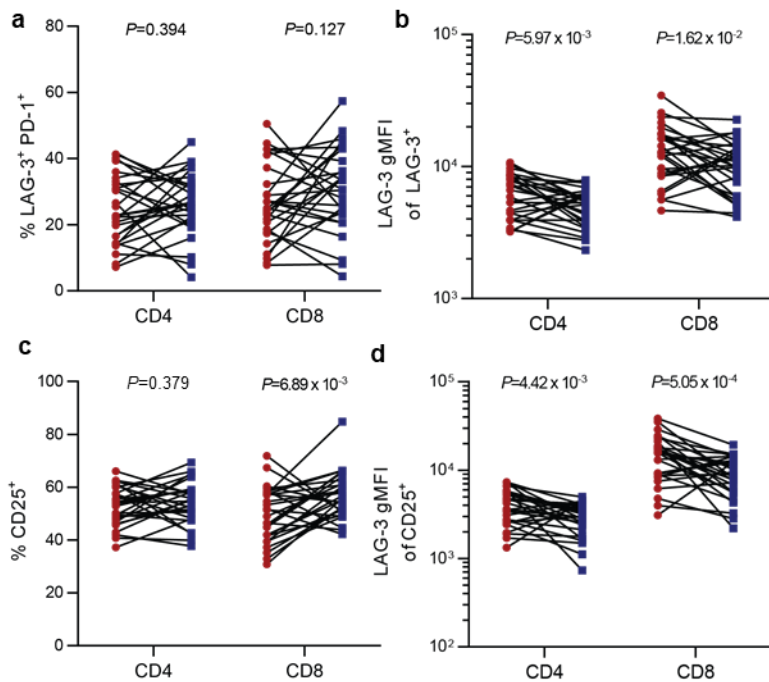 a
P=0.394
P=0.127
% LAG-3⁺ PD-1⁺
80
60
40
20
0
CD4
CD8
b
P=5.97 x 10⁻³
P=1.62 x 10⁻²
LAG-3 gMFI
of LAG-3⁺
10⁵
10⁴
10³
CD4
CD8
c
P=0.379
P=6.89 x 10⁻³
% CD25⁺
100
80
60
40
20
0
CD4
CD8
d
P=4.42 x 10⁻³
P=5.05 x 10⁻⁴
LAG-3 gMFI
of CD25⁺
10⁵
10⁴
10³
10²
CD4
CD8